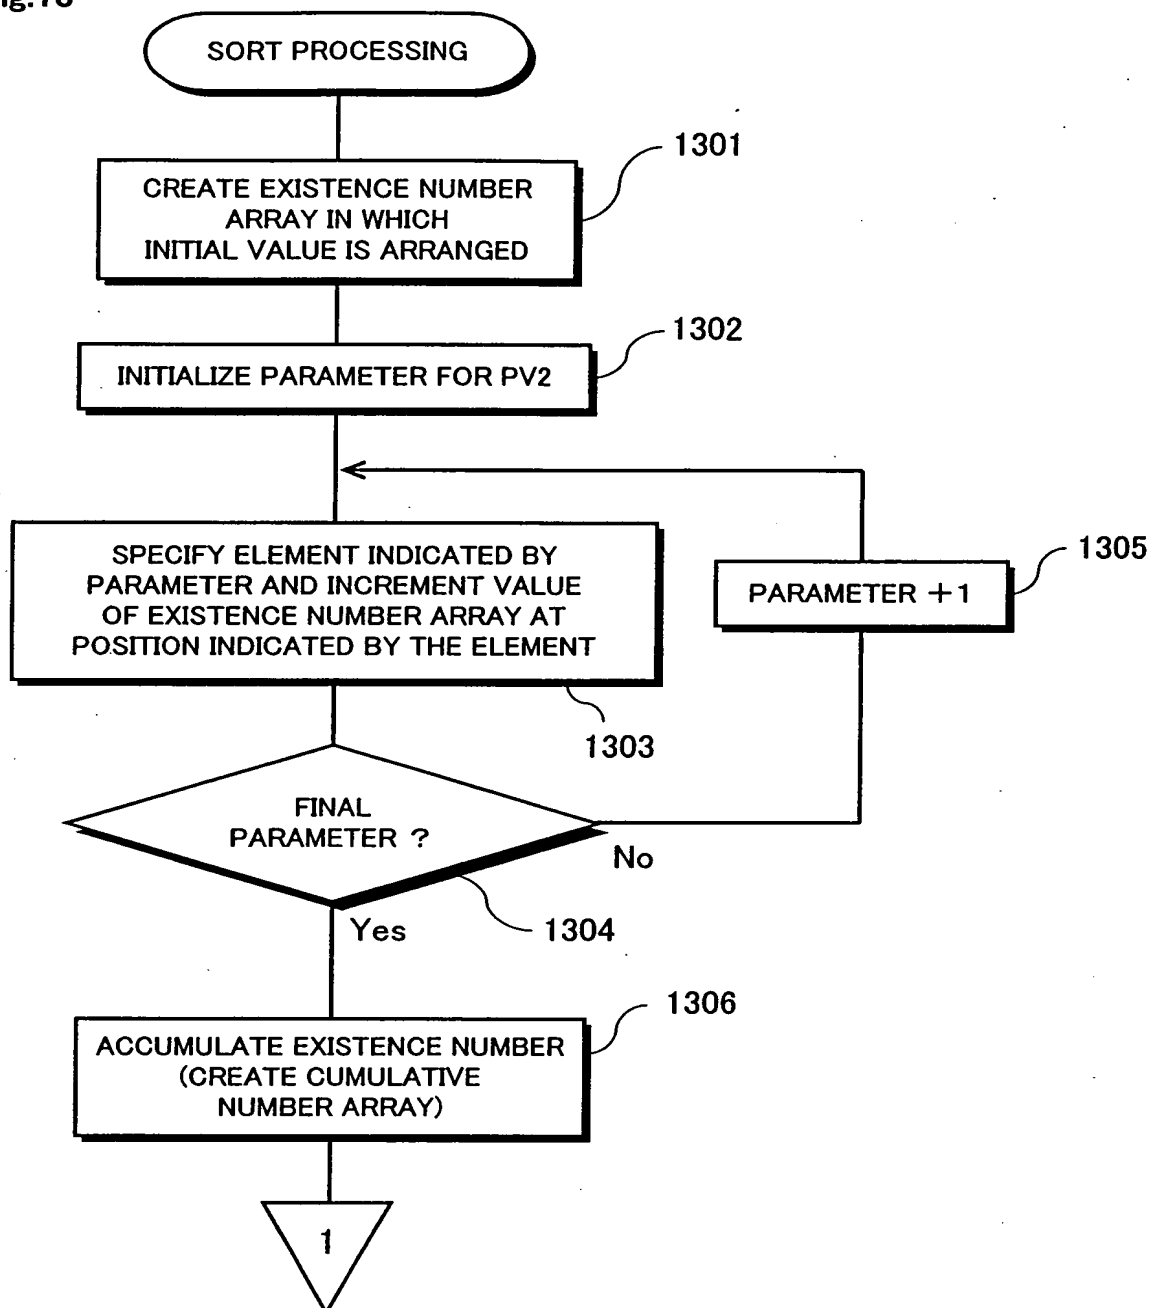 SORT PROCESSING
1301
CREATE EXISTENCE NUMBER
ARRAY IN WHICH
INITIAL VALUE IS ARRANGED
1302
INITIALIZE PARAMETER FOR PV2
SPECIFY ELEMENT INDICATED BY
PARAMETER AND INCREMENT VALUE
OF EXISTENCE NUMBER ARRAY AT
POSITION INDICATED BY THE ELEMENT
1305
PARAMETER +1
1303
FINAL
PARAMETER ?
No
Yes
1304
1306
ACCUMULATE EXISTENCE NUMBER
(CREATE CUMULATIVE
NUMBER ARRAY)
1